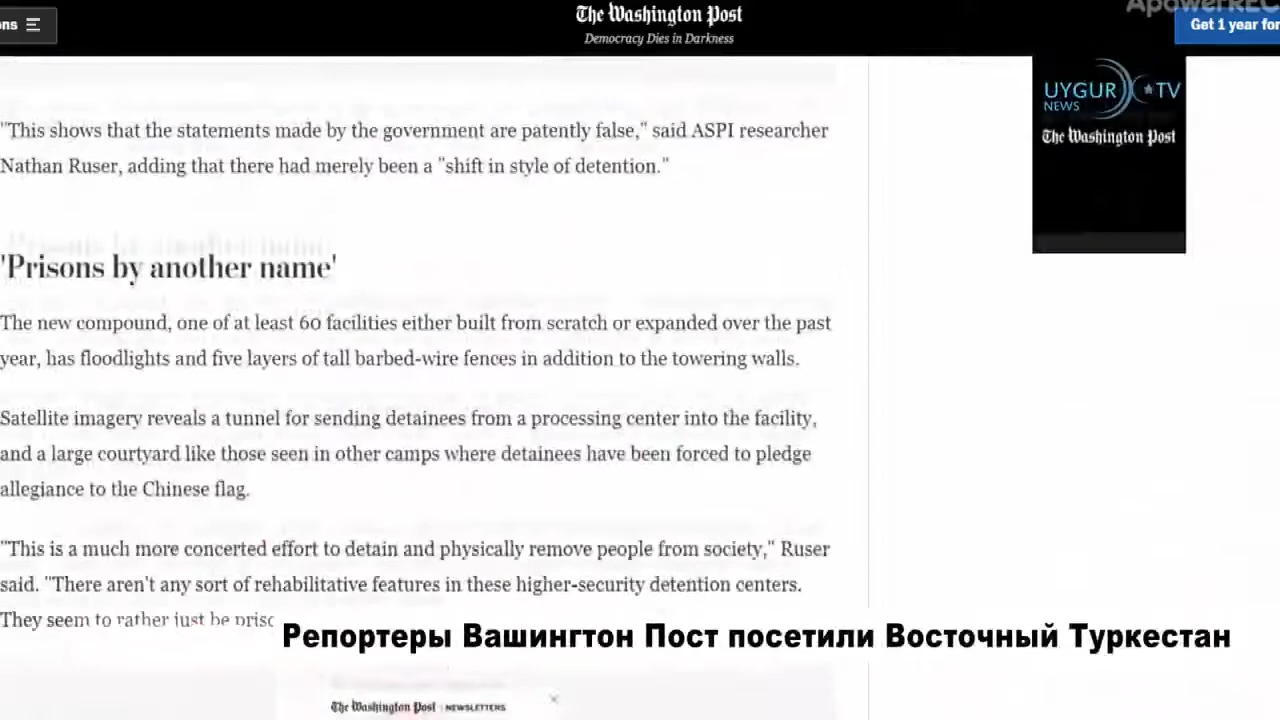 ns
The Washington Post
Democracy Dies in Darkness
ApowerREC
Get 1 year for
UYGUR TV
NEWS
The Washington Post
"This shows that the statements made by the government are patently false," said ASPI researcher
Nathan Ruser, adding that there had merely been a "shift in style of detention."
'Prisons by another name'
The new compound, one of at least 60 facilities either built from scratch or expanded over the past
year, has floodlights and five layers of tall barbed-wire fences in addition to the towering walls.
Satellite imagery reveals a tunnel for sending detainees from a processing center into the facility,
and a large courtyard like those seen in other camps where detainees have been forced to pledge
allegiance to the Chinese flag.
"This is a much more concerted effort to detain and physically remove people from society," Ruser
said. "There aren't any sort of rehabilitative features in these higher-security detention centers.
They seem to rather just be prisc
Репортеры Вашингтон Пост посетили Восточный Туркестан
The Washington Post NEWSLETTERS